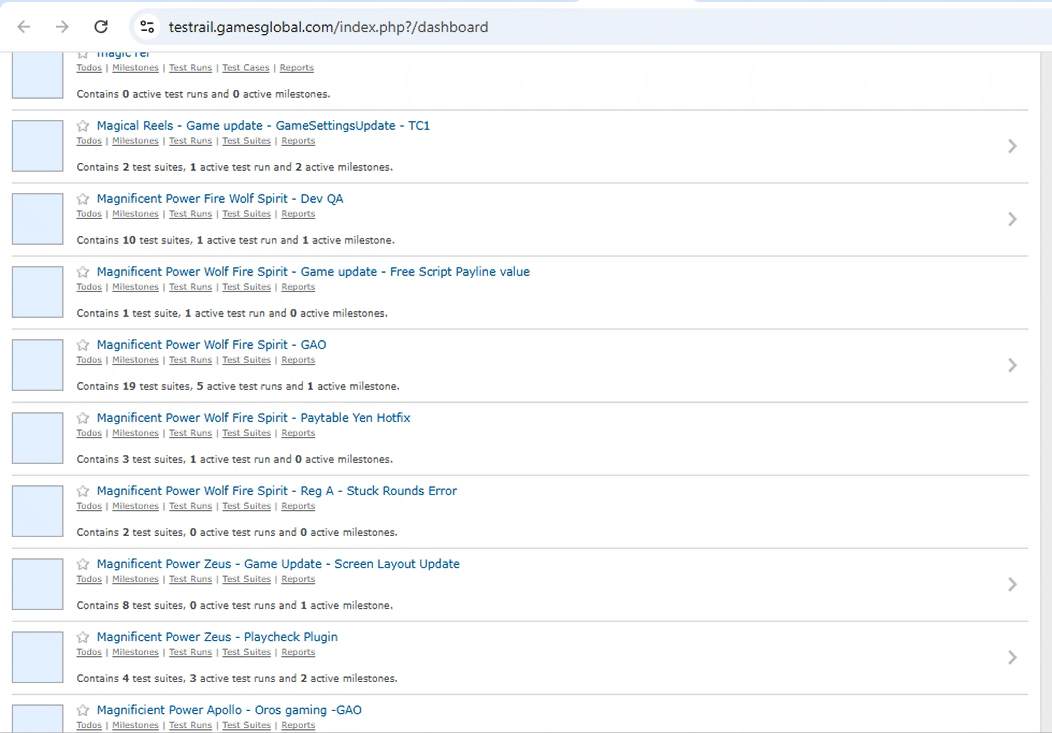 testrail.gamesglobal.com/index.php?/dashboard
Todos | Milestones | Test Runs | Test Cases | Reports
Contains 0 active test runs and 0 active milestones.
Magical Reels - Game update - GameSettingsUpdate - TC1
Todos | Milestones | Test Runs | Test Suites | Reports
Contains 2 test suites, 1 active test run and 2 active milestones.
Magnificent Power Fire Wolf Spirit - Dev QA
Todos | Milestones | Test Runs | Test Suites | Reports
Contains 10 test suites, 1 active test run and 1 active milestone.
Magnificent Power Wolf Fire Spirit - Game update - Free Script Payline value
Todos | Milestones | Test Runs | Test Suites | Reports
Contains 1 test suite, 1 active test run and 0 active milestones.
Magnificent Power Wolf Fire Spirit - GAO
Todos | Milestones | Test Runs | Test Suites | Reports
Contains 19 test suites, 5 active test runs and 1 active milestone.
Magnificent Power Wolf Fire Spirit - Paytable Yen Hotfix
Todos | Milestones | Test Runs | Test Suites | Reports
Contains 3 test suites, 1 active test run and 0 active milestones.
Magnificent Power Wolf Fire Spirit - Reg A - Stuck Rounds Error
Todos | Milestones | Test Runs | Test Suites | Reports
Contains 2 test suites, 0 active test runs and 0 active milestones.
Magnificent Power Zeus - Game Update - Screen Layout Update
Todos | Milestones | Test Runs | Test Suites | Reports
Contains 8 test suites, 0 active test runs and 1 active milestone.
Magnificent Power Zeus - Playcheck Plugin
Todos | Milestones | Test Runs | Test Suites | Reports
Contains 4 test suites, 3 active test runs and 2 active milestones.
Magnificient Power Apollo - Oros gaming -GAO
Todos | Milestones | Test Runs | Test Suites | Reports